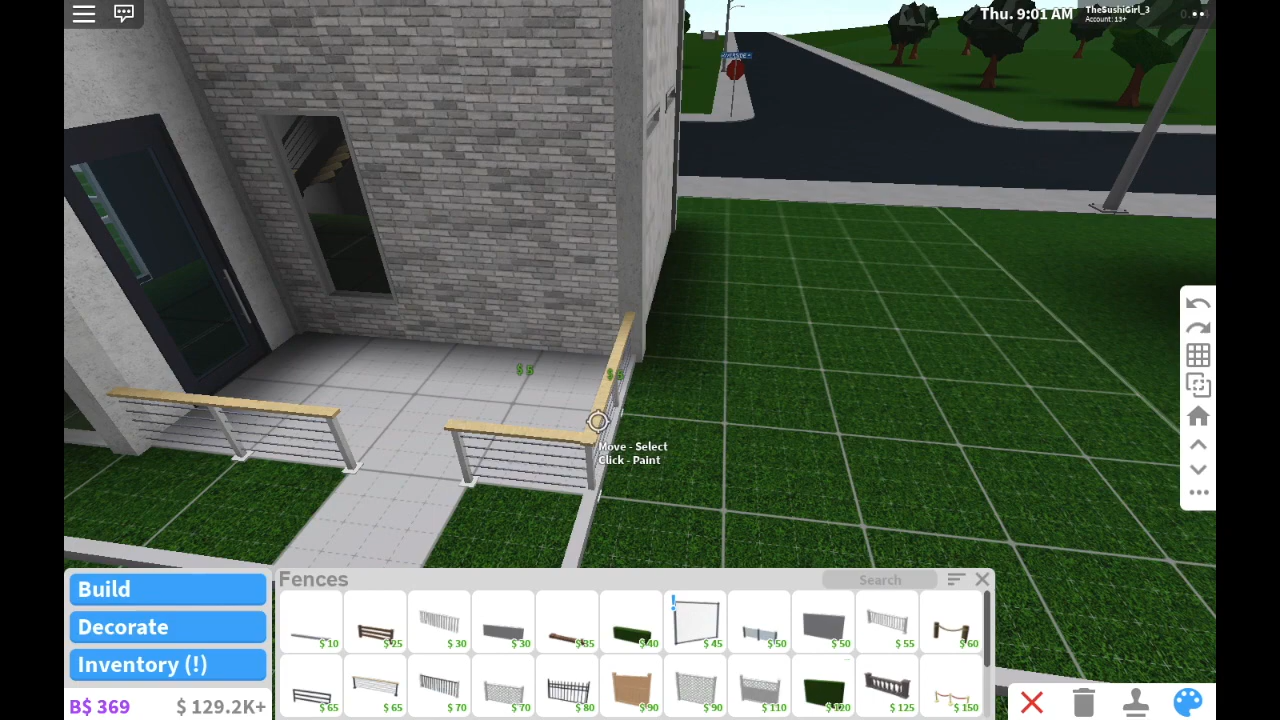 Thu. 9:01 AM
TheSushiGirl_3
Account: 13+
$ 5
Move - Select
Click - Paint
Build
Decorate
Inventory (!)
B$ 369
$ 129.2K+
Fences
Search
!
$10
$25
$ 30
$ 30
$ 35
$ 40
$ 45
$ 50
$ 50
$ 55
$ 60
$ 65
$ 65
$ 70
$ 70
$ 80
$ 90
$ 90
$ 110
$ 120
$ 125
$ 150